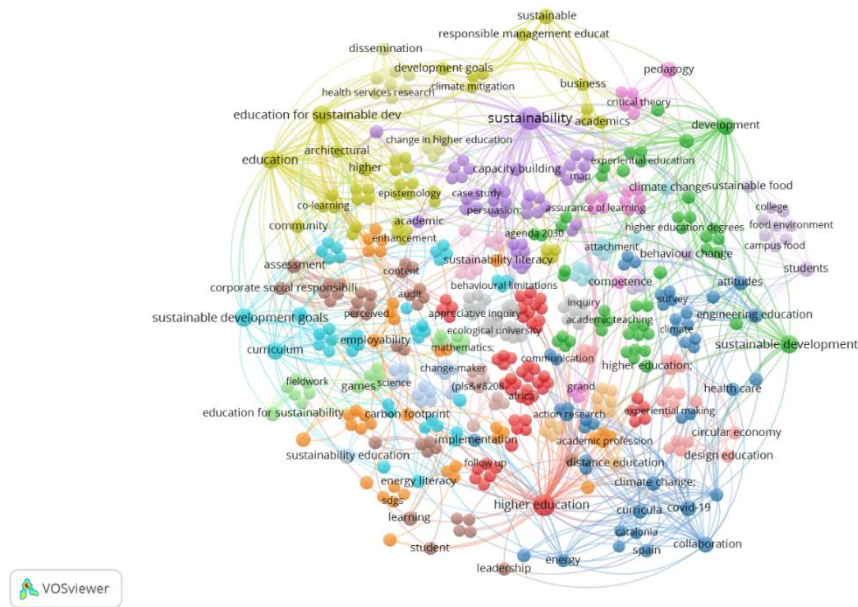 sustainable
responsible management educat
dissemination
development goals
pedagogy
climate mitigation
business
health services research
critical theory
education for sustainable dev
sustainability
academics
development
change in higher education
architectural
education
higher
capacity building
experiential education
map
climate change
sustainable food
epistemology
case study
co-learning
persuasion;
assurance of learning
college
community
academic
higher education degrees
food environment
agenda 2030
enhancement
attachment
campus food
behaviour change
assessment
content
sustainability literacy
students
competence
attitudes
corporate social responsibili
audit
behavioural limitations
survey
perceived
inquiry
sustainable development goals
appreciative inquiry
engineering education
academic teaching
ecological university
climate
employability
sustainable development
curriculum
mathematics;
communication
higher education;
change-maker
fieldwork
science
games
(pls&#8208
grand
health care
africa
education for sustainability
carbon footprint
action research
experiential making
circular economy
implementation
academic profession
sustainability education
design education
follow up
distance education
energy literacy
climate change;
sdgs
higher education
curricula
covid-19
learning
catalonia
student
energy
spain
collaboration
leadership
VOSviewer